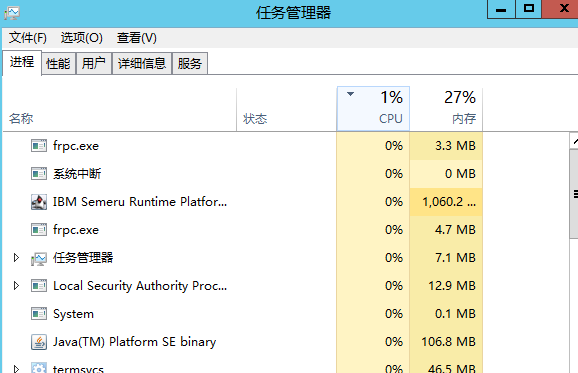 任务管理器
文件(F) 选项(O) 查看(V)
进程 性能 用户 详细信息 服务
1% 27%
名称 状态 CPU 内存
frpc.exe 0% 3.3 MB
系统中断 0% 0 MB
IBM Semeru Runtime Platfor... 0% 1,060.2 ...
frpc.exe 0% 4.7 MB
任务管理器 0% 7.1 MB
Local Security Authority Proc... 0% 12.9 MB
System 0% 0.1 MB
Java(TM) Platform SE binary 0% 106.8 MB
termsvcs 0% 46.5 MB